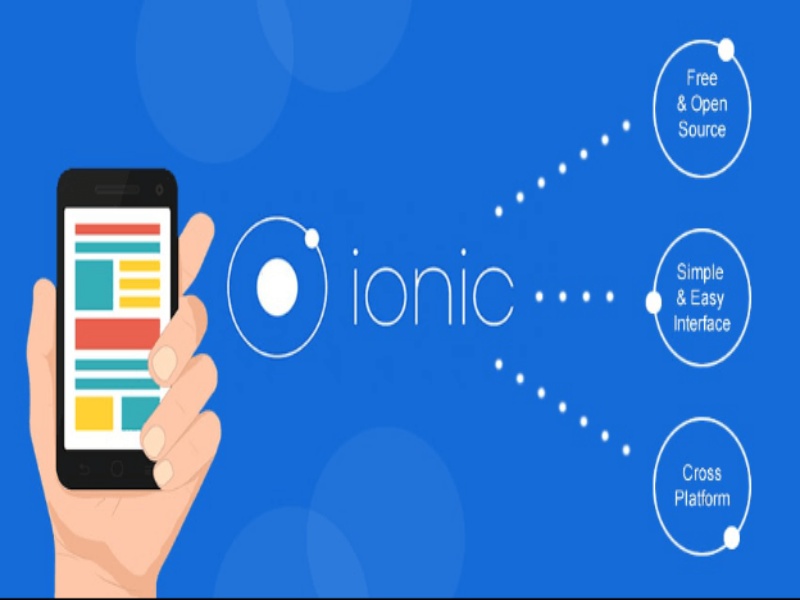 ionic
Free
& Open
Source
Simple
& Easy
Interface
Cross
Platform